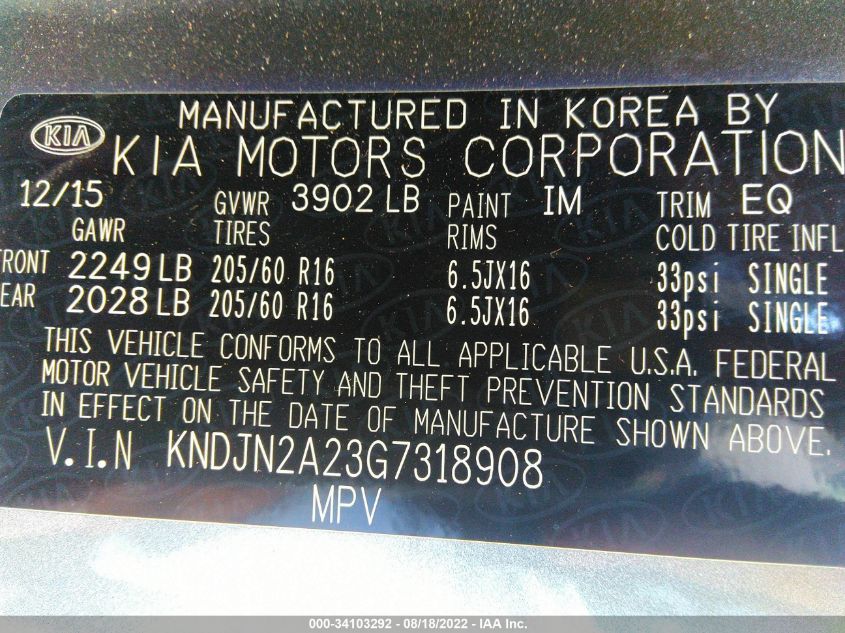 MANUFACTURED IN KOREA BY
KIA KIA MOTORS CORPORATION
12/15 GVWR 3902 LB PAINT IM TRIM EQ
GAWR TIRES RIMS COLD TIRE INFL
FRONT 2249 LB 205/60 R16 6.5JX16 33psi SINGLE
REAR 2028 LB 205/60 R16 6.5JX16 33psi SINGLE
THIS VEHICLE CONFORMS TO ALL APPLICABLE U.S.A. FEDERAL
MOTOR VEHICLE SAFETY AND THEFT PREVENTION STANDARDS
IN EFFECT ON THE DATE OF MANUFACTURE SHOWN ABOVE.
V.I.N KNDJN2A23G7318908
MPV
000-34103292 - 08/18/2022 - IAA Inc.